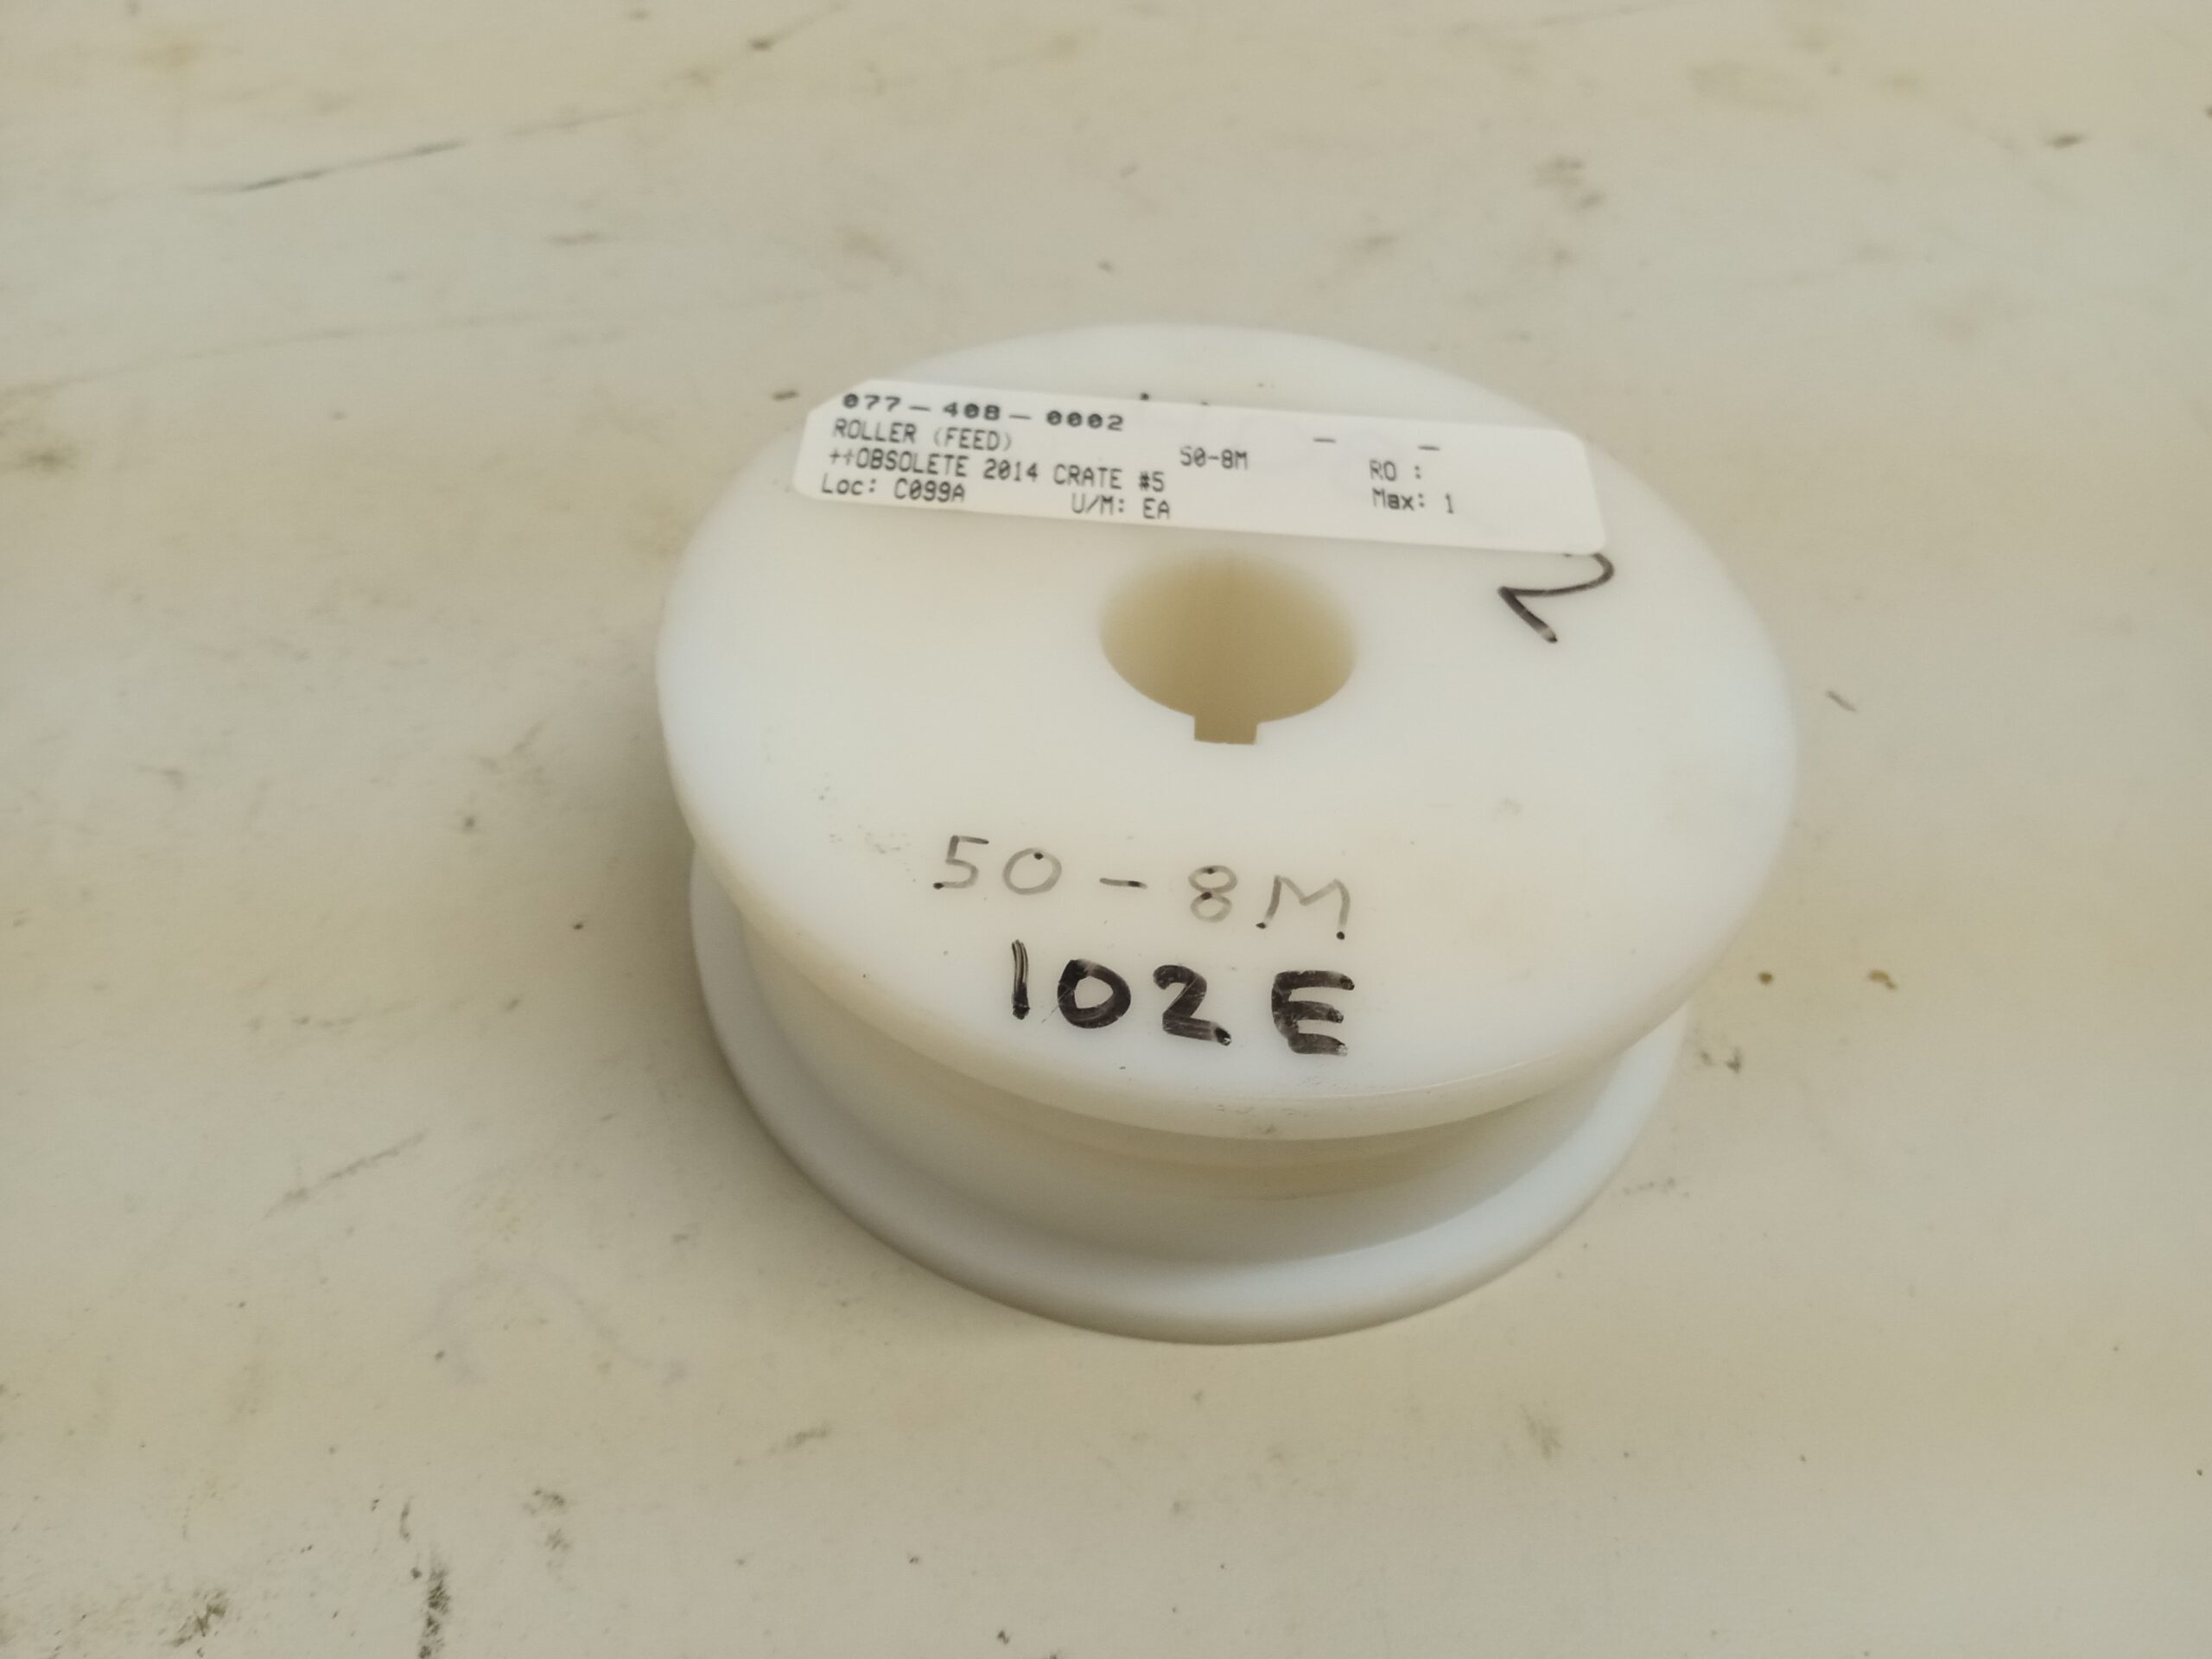 077-408-0002 - -
ROLLER (FEED) 50-8M RO :
++OBSOLETE 2014 CRATE #5 Max: 1
Loc: C099A U/M: EA
50-8M
102E